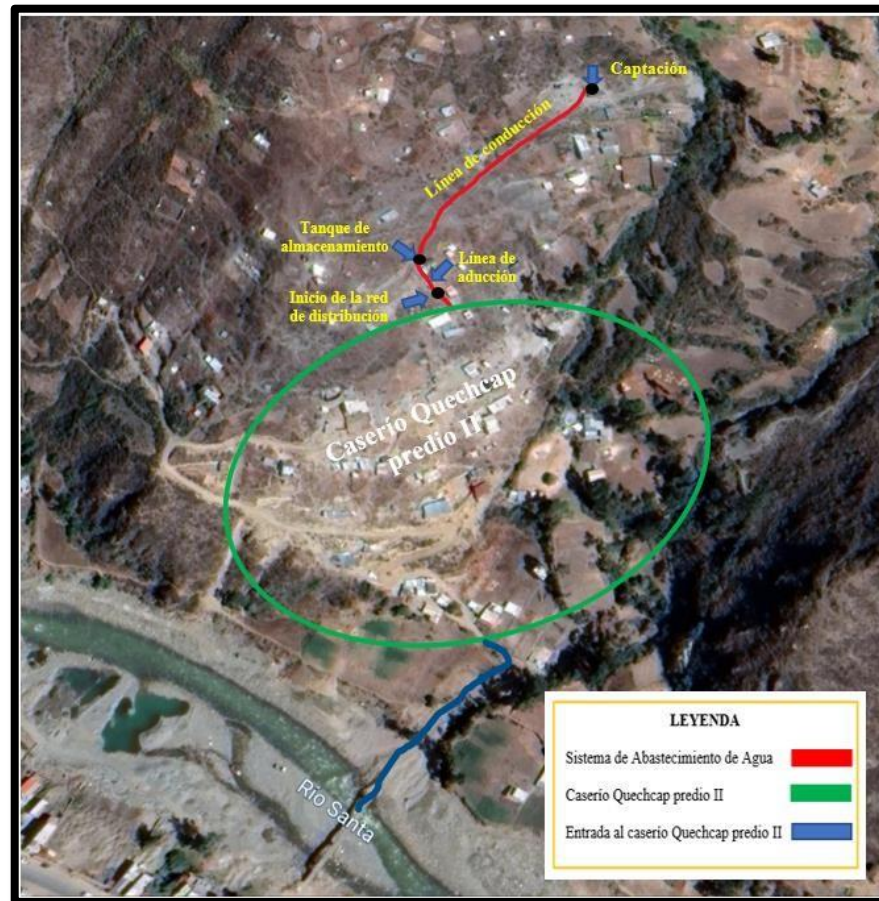 Captación
Línea de conducción
Tanque de
almacenamiento
Línea de
aducción
Inicio de la red
de distribución
Caserío Quechcap
predio II
Rio Santa
LEYENDA
Sistema de Abastecimiento de Agua
Caserío Quechcap predio II
Entrada al caserío Quechcap predio II